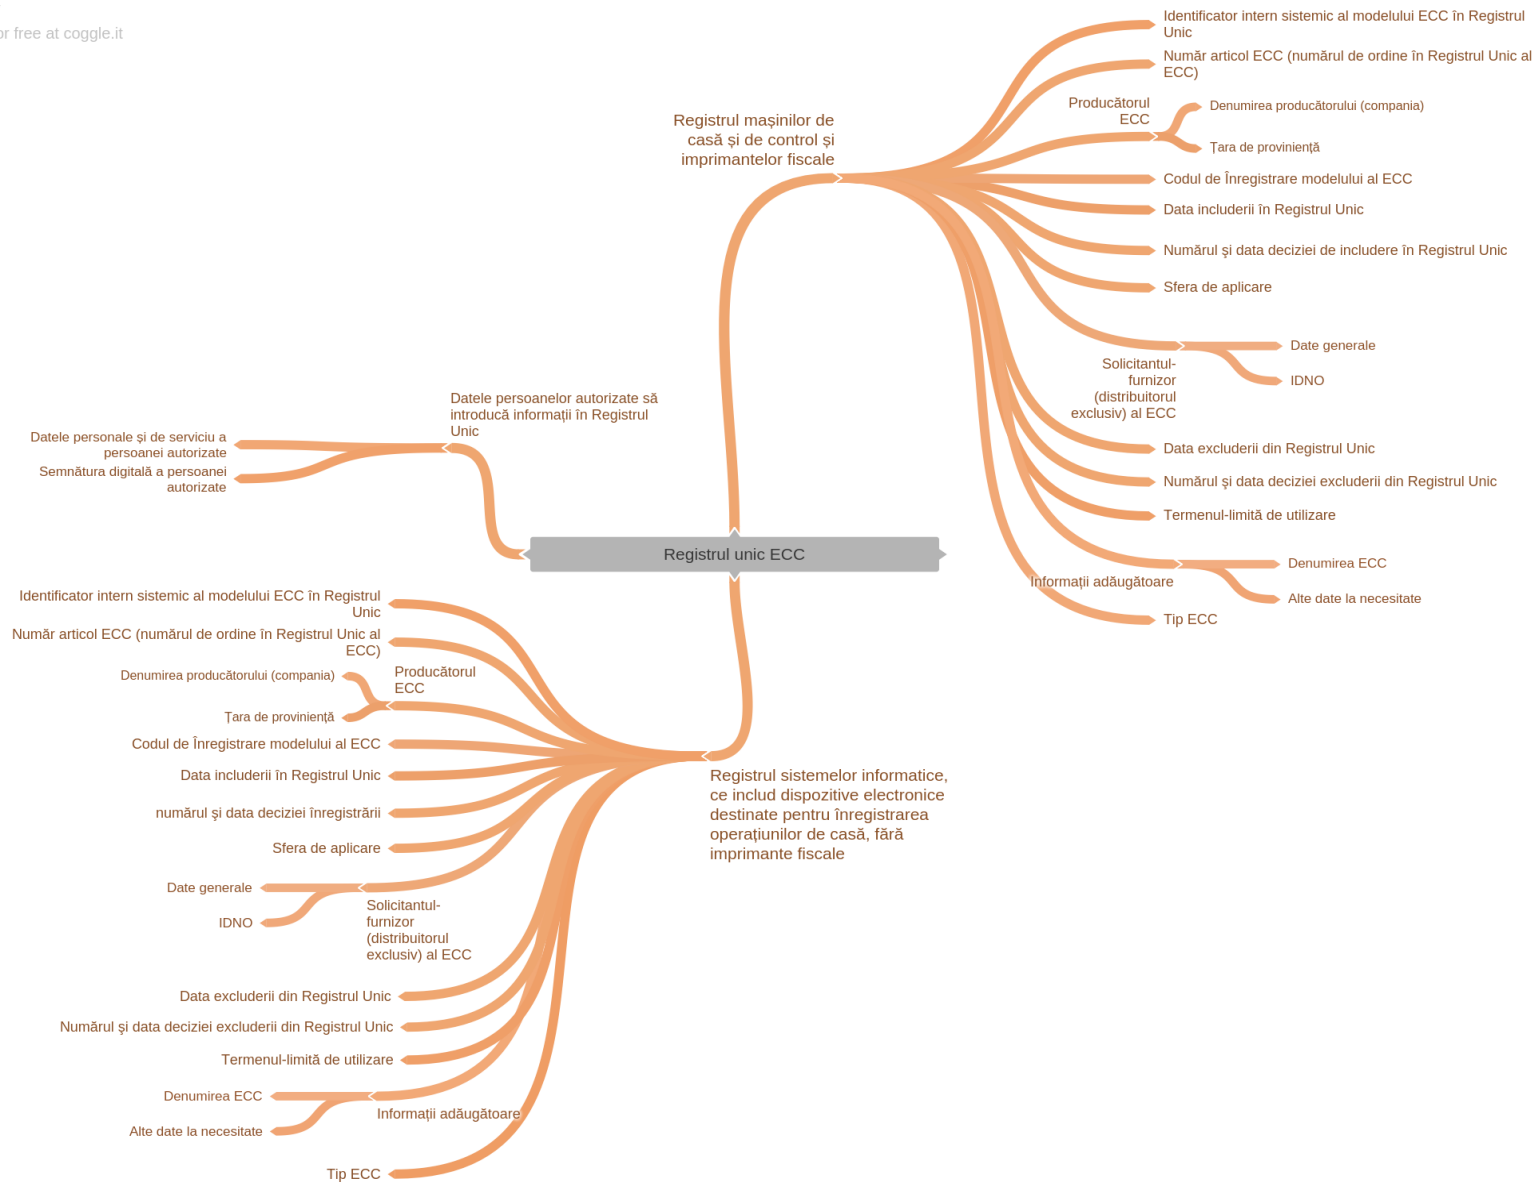 or free at coggle.it
Identificator intern sistemic al modelului ECC în Registrul
Unic
Număr articol ECC (numărul de ordine în Registrul Unic al
ECC)
Producătorul
ECC
Denumirea producătorului (compania)
Țara de proviniență
Registrul mașinilor de
casă și de control și
imprimantelor fiscale
Codul de Înregistrare modelului al ECC
Data includerii în Registrul Unic
Numărul şi data deciziei de includere în Registrul Unic
Sfera de aplicare
Solicitantul-
furnizor
(distribuitorul
exclusiv) al ECC
Date generale
IDNO
Data excluderii din Registrul Unic
Numărul şi data deciziei excluderii din Registrul Unic
Termenul-limită de utilizare
Informații adăugătoare
Denumirea ECC
Alte date la necesitate
Tip ECC
Datele persoanelor autorizate să
introducă informații în Registrul
Unic
Datele personale și de serviciu a
persoanei autorizate
Semnătura digitală a persoanei
autorizate
Registrul unic ECC
Identificator intern sistemic al modelului ECC în Registrul
Unic
Număr articol ECC (numărul de ordine în Registrul Unic al
ECC)
Producătorul
ECC
Denumirea producătorului (compania)
Țara de proviniență
Codul de Înregistrare modelului al ECC
Data includerii în Registrul Unic
Registrul sistemelor informatice,
ce includ dispozitive electronice
destinate pentru înregistrarea
operațiunilor de casă, fără
imprimante fiscale
numărul şi data deciziei înregistrării
Sfera de aplicare
Date generale
IDNO
Solicitantul-
furnizor
(distribuitorul
exclusiv) al ECC
Data excluderii din Registrul Unic
Numărul şi data deciziei excluderii din Registrul Unic
Termenul-limită de utilizare
Denumirea ECC
Informații adăugătoare
Alte date la necesitate
Tip ECC